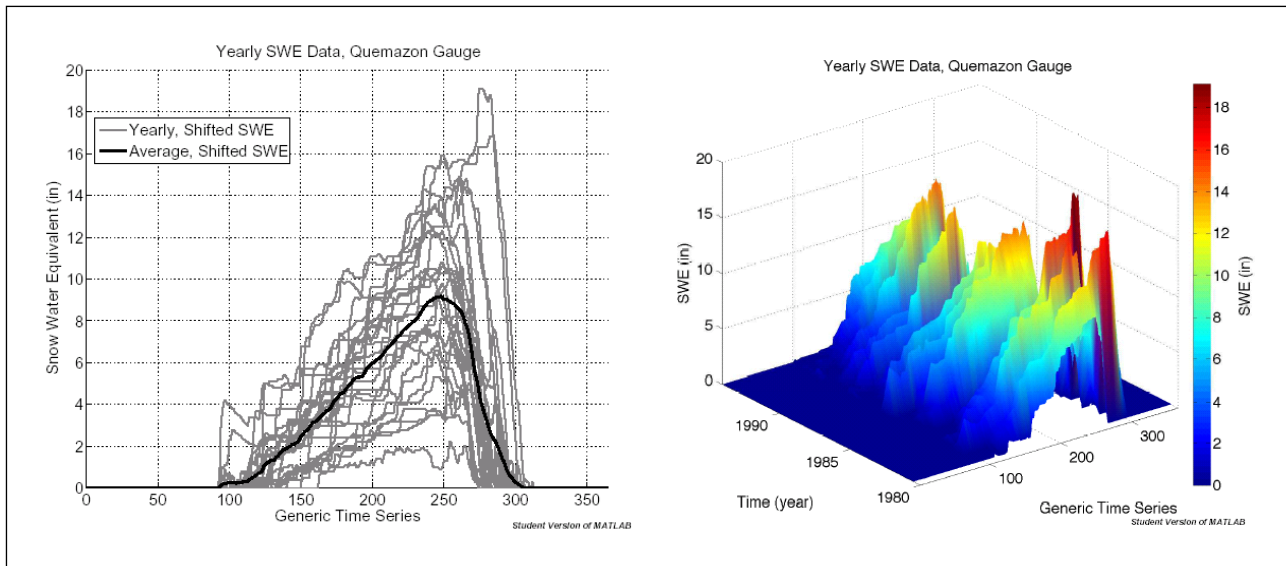 Yearly SWE Data, Quemazon Gauge
20
18
16
14
12
10
8
6
4
2
0
Snow Water Equivalent (in)
Yearly, Shifted SWE
Average, Shifted SWE
0 50 100 150 200 250 300 350
Generic Time Series
Student Version of MATLAB
Yearly SWE Data, Quemazon Gauge
20
15
10
5
0
SWE (in)
1990
1985
1980
Time (year)
100
200
300
Generic Time Series
18
16
14
12
10
8
6
4
2
0
SWE (in)
Student Version of MATLAB